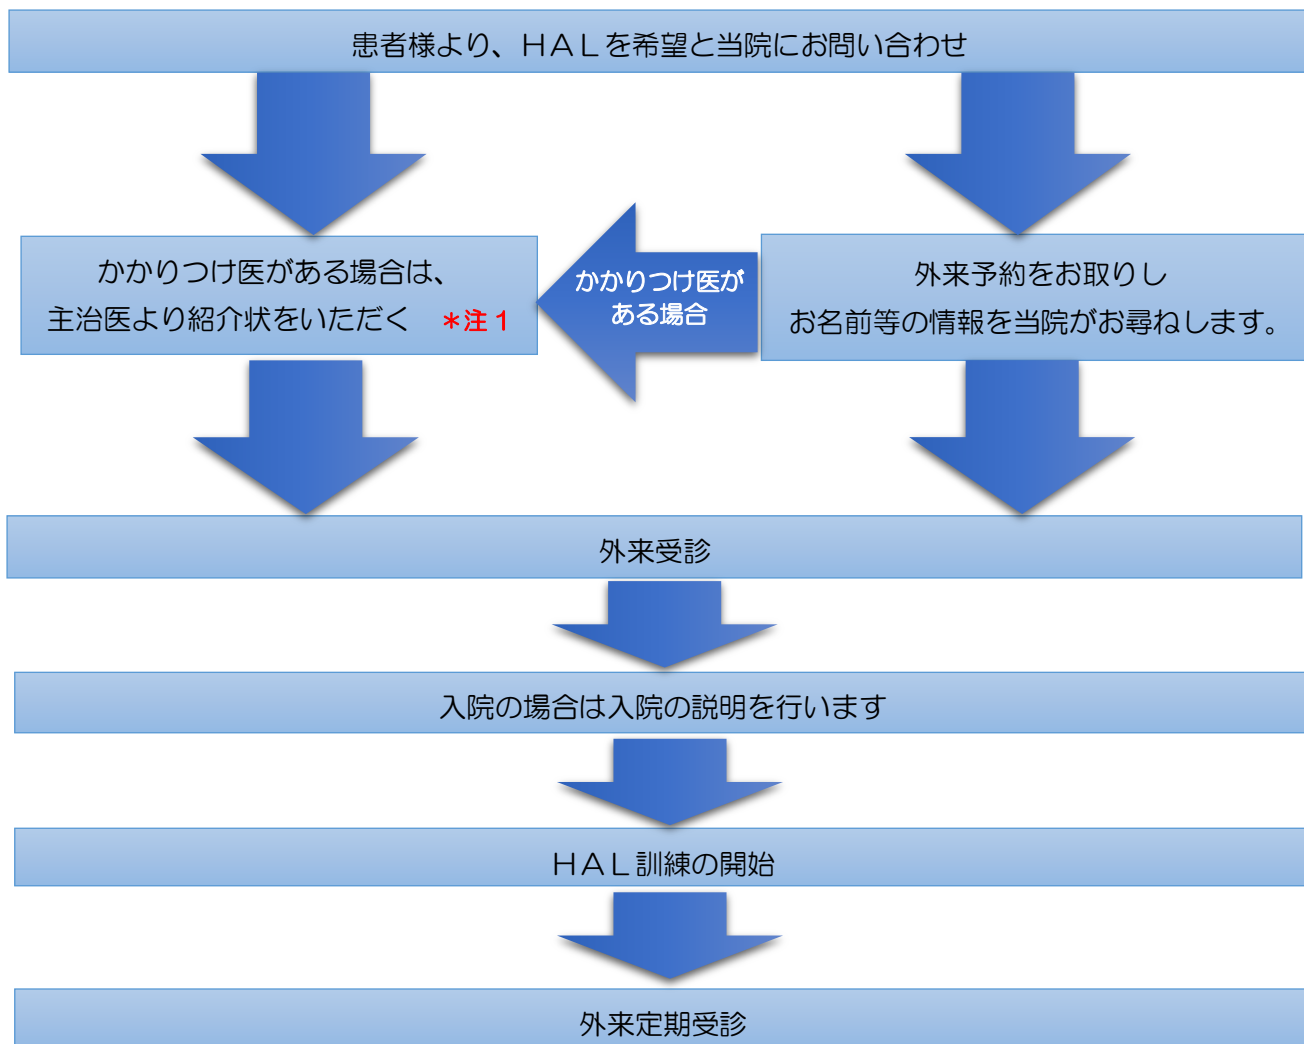 患者様より、ＨＡＬを希望と当院にお問い合わせ
かかりつけ医がある場合は、
主治医より紹介状をいただく　＊注１
かかりつけ医が
ある場合
外来予約をお取りし
お名前等の情報を当院がお尋ねします。
外来受診
入院の場合は入院の説明を行います
ＨＡＬ訓練の開始
外来定期受診